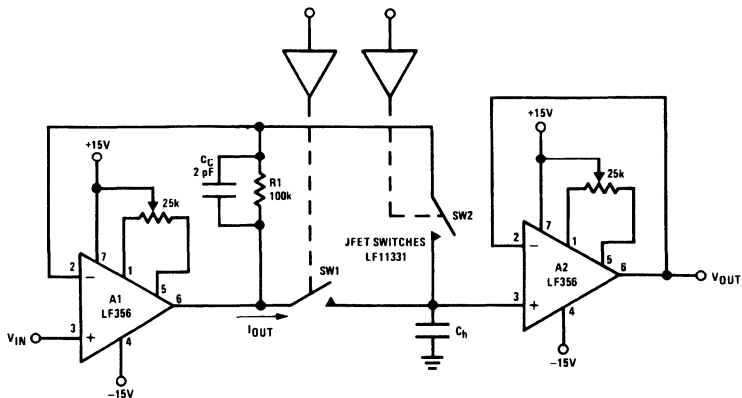 +15V
25k
7
2
−
1
5
A1
LF356
6
VIN
3
+
4
−15V
CC
2 pF
R1
100k
IOUT
SW1
JFET SWITCHES
LF11331
SW2
Ch
+15V
25k
7
2
−
1
5
A2
LF356
6
VOUT
3
+
4
−15V